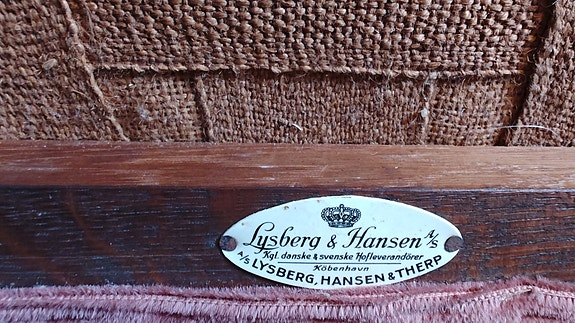 Lysberg & Hansen A/S
Kgl. danske & svenske Hofleverandører
København
A/S LYSBERG, HANSEN & THERP